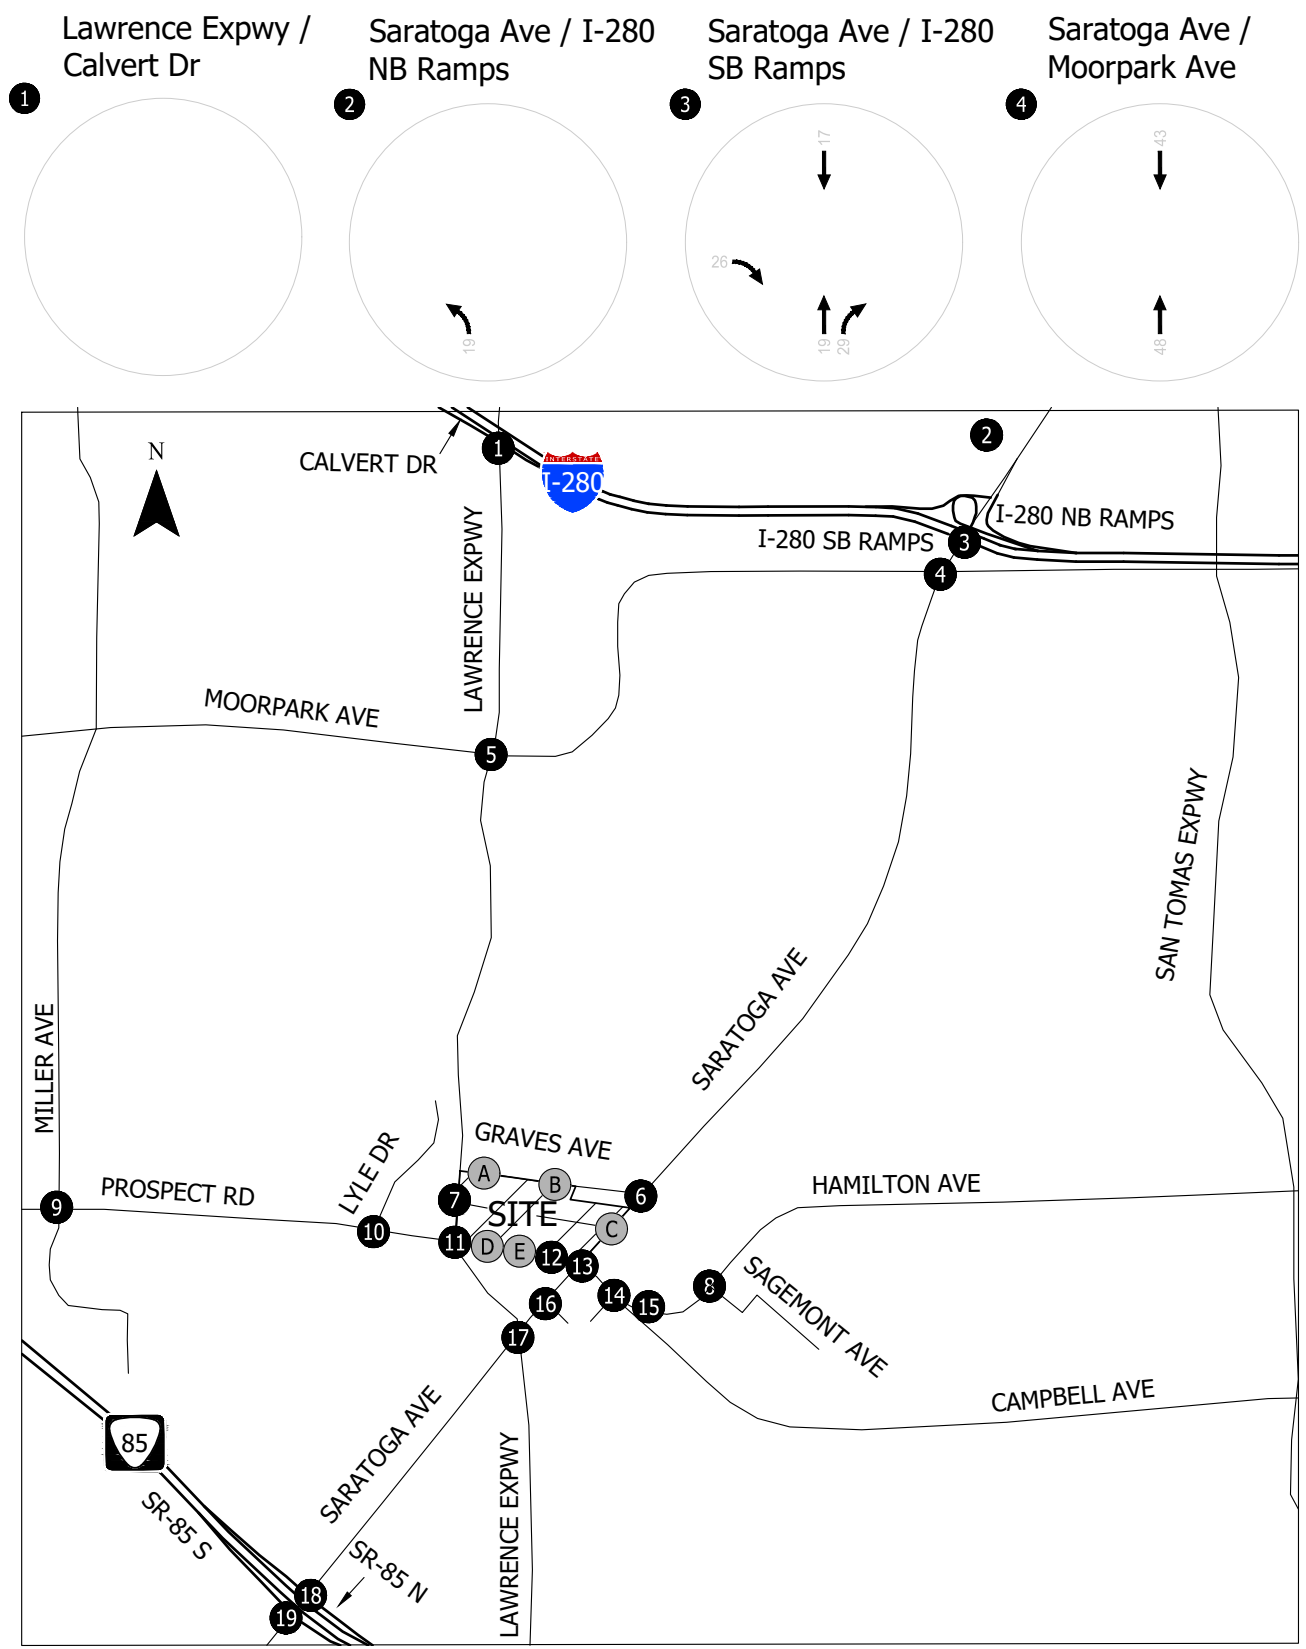 Lawrence Expwy /
Calvert Dr
Saratoga Ave / I-280
NB Ramps
Saratoga Ave / I-280
SB Ramps
Saratoga Ave /
Moorpark Ave
1
2
3
4
17
43
26
19
19
29
48
N
CALVERT DR
1
INTERSTATE
I-280
2
I-280 NB RAMPS
I-280 SB RAMPS
3
4
LAWRENCE EXPWY
MOORPARK AVE
5
SAN TOMAS EXPWY
SARATOGA AVE
MILLER AVE
GRAVES AVE
LYLE DR
A
B
PROSPECT RD
HAMILTON AVE
9
7
6
SITE
C
10
11
D
E
12
13
8
SAGEMONT AVE
14
15
16
17
CAMPBELL AVE
85
SARATOGA AVE
LAWRENCE EXPWY
SR-85 S
SR-85 N
18
19